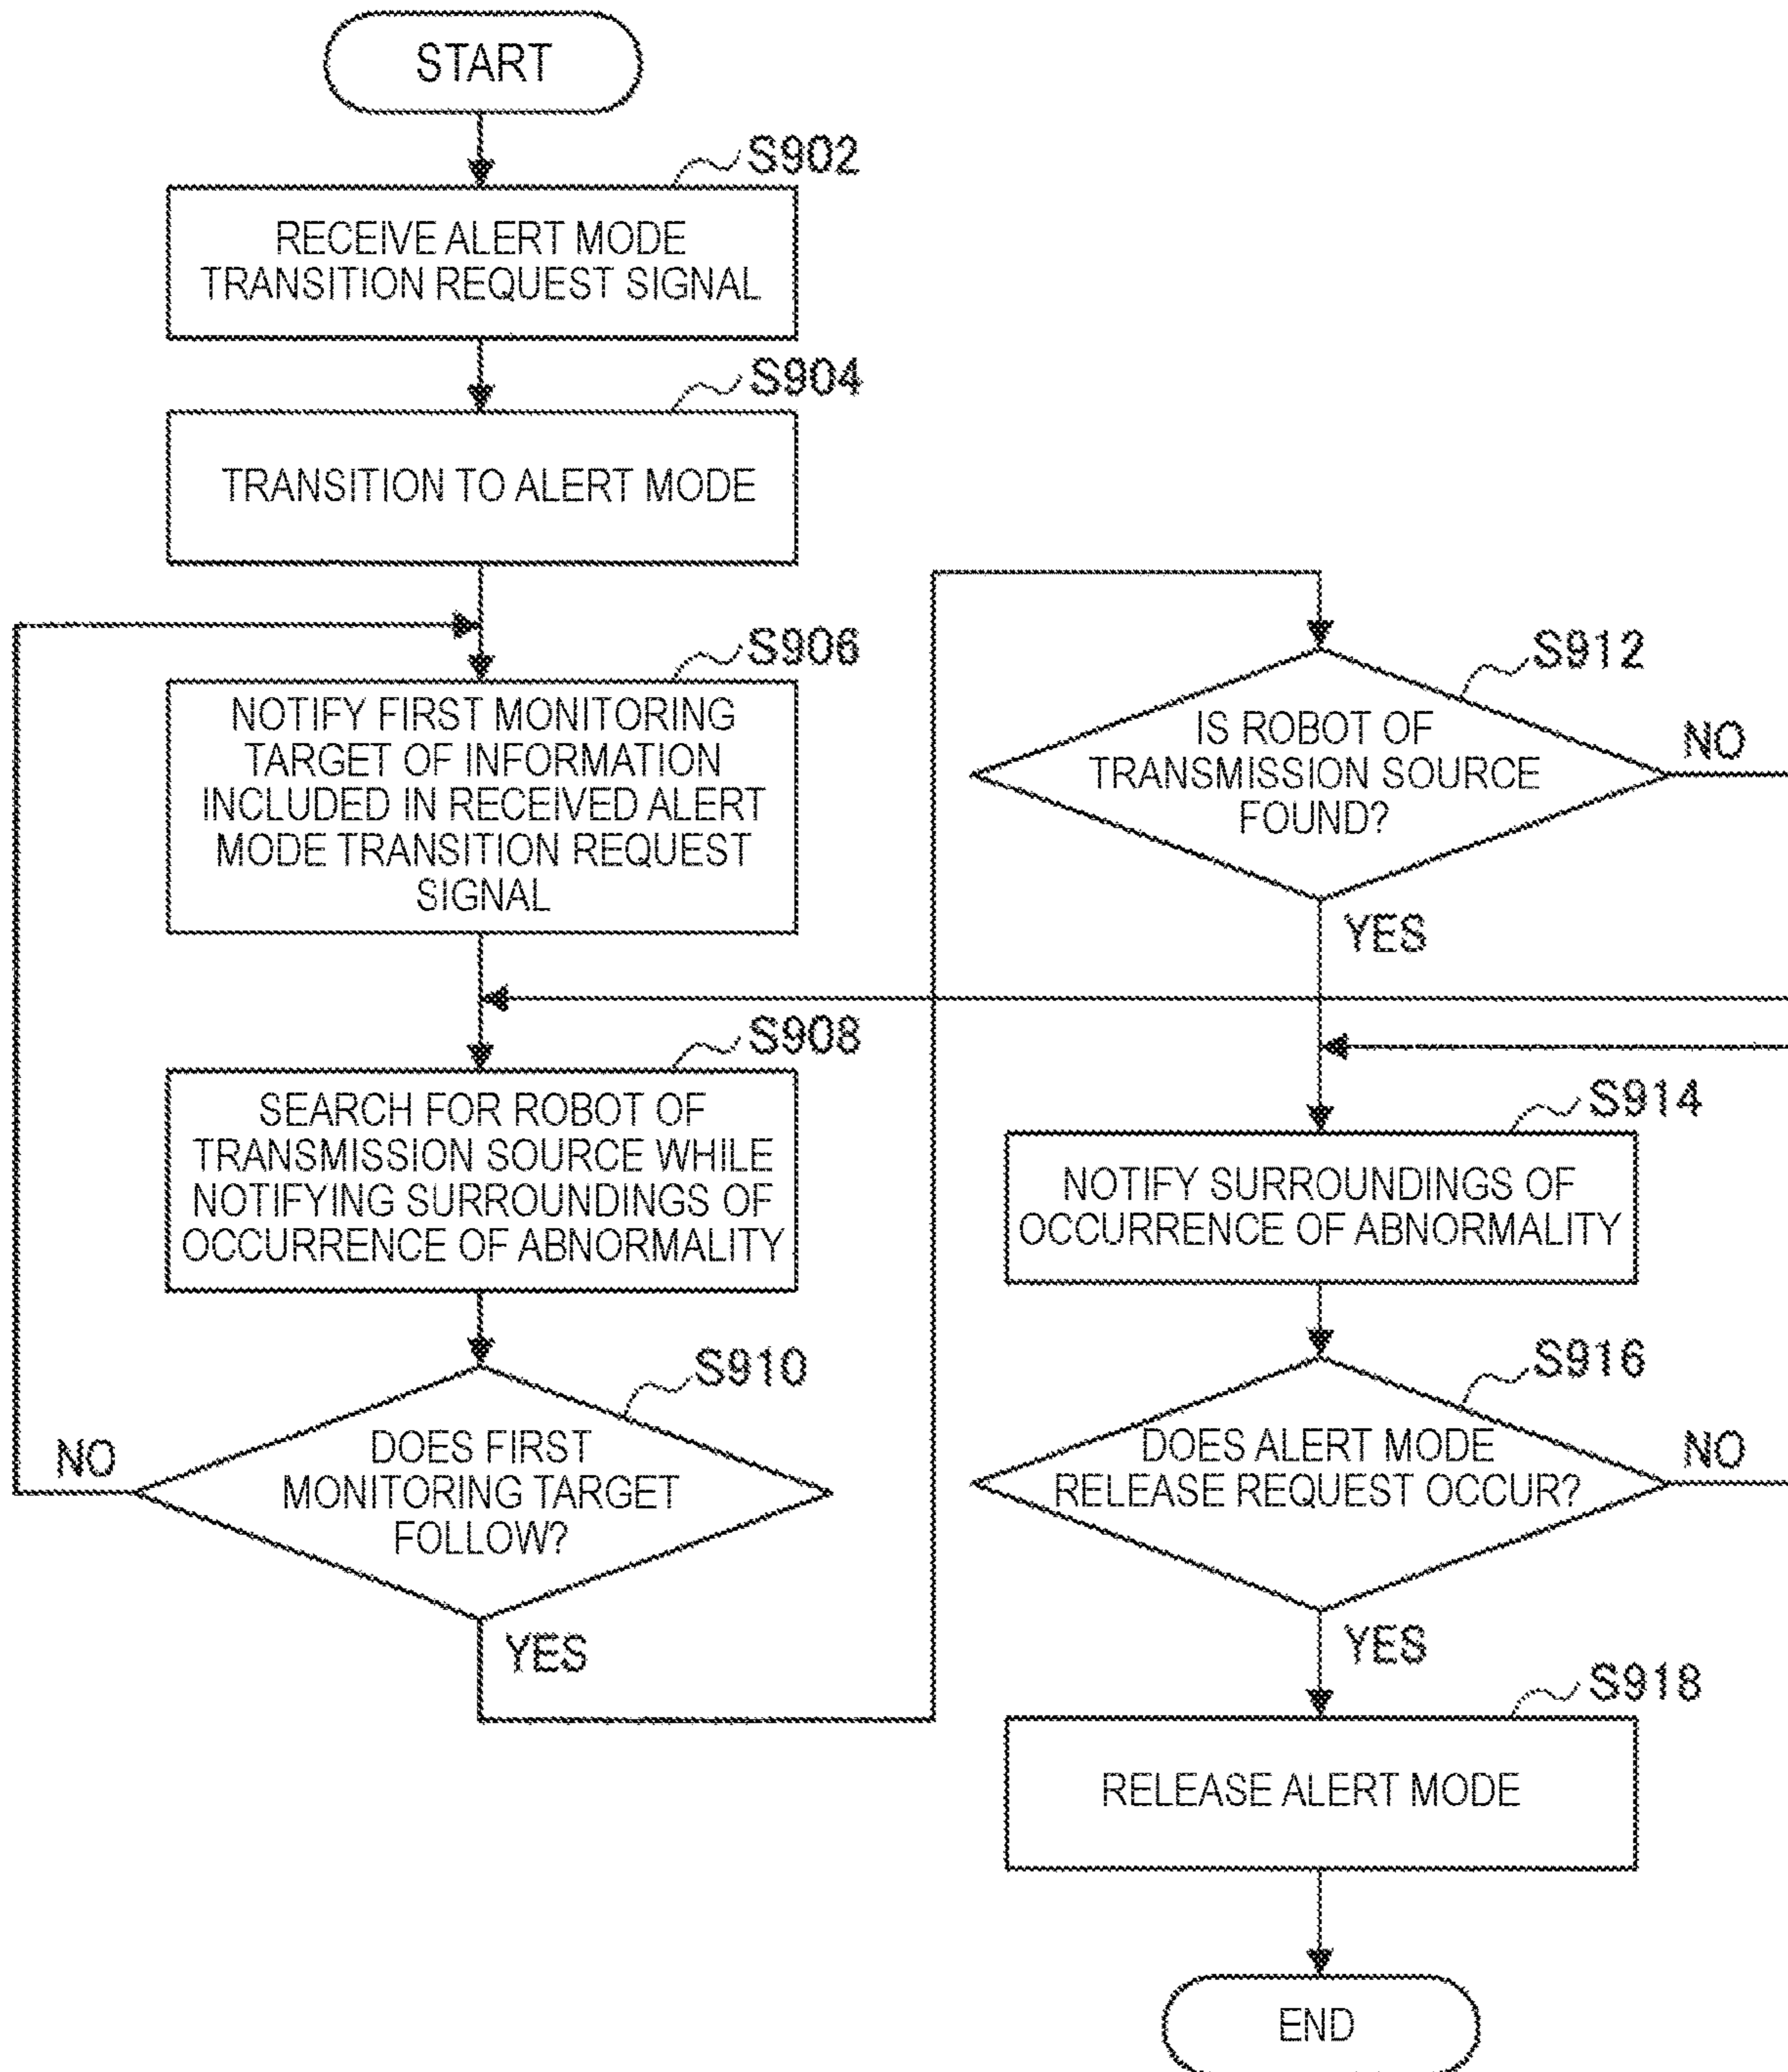 START
S902
RECEIVE ALERT MODE
TRANSITION REQUEST SIGNAL
S904
TRANSITION TO ALERT MODE
S906
NOTIFY FIRST MONITORING
TARGET OF INFORMATION
INCLUDED IN RECEIVED ALERT
MODE TRANSITION REQUEST
SIGNAL
S908
SEARCH FOR ROBOT OF
TRANSMISSION SOURCE WHILE
NOTIFYING SURROUNDINGS OF
OCCURRENCE OF ABNORMALITY
S910
DOES FIRST
MONITORING TARGET
FOLLOW?
NO
YES
S912
IS ROBOT OF
TRANSMISSION SOURCE
FOUND?
NO
YES
S914
NOTIFY SURROUNDINGS OF
OCCURRENCE OF ABNORMALITY
S916
DOES ALERT MODE
RELEASE REQUEST OCCUR?
NO
YES
S918
RELEASE ALERT MODE
END